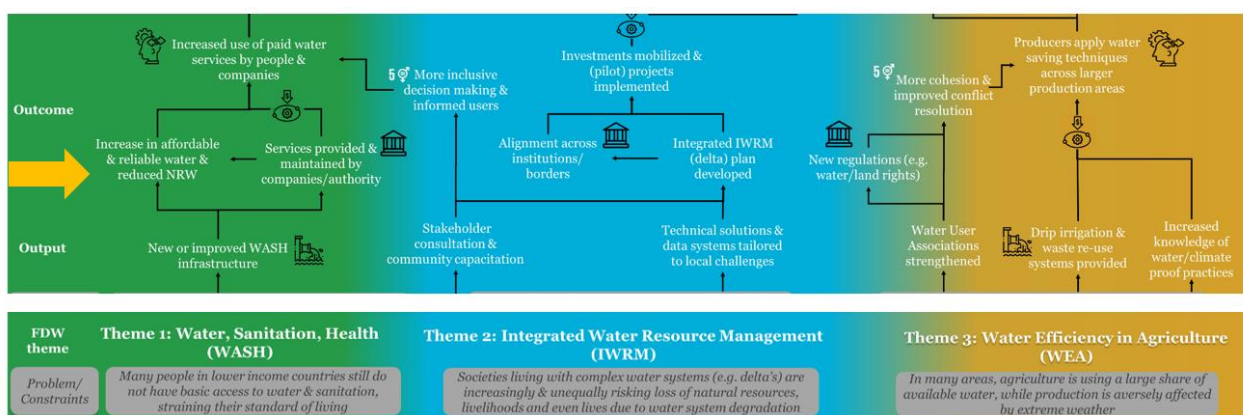 Increased use of paid water
services by people &
companies
5 More inclusive
decision making &
informed users
Investments mobilized &
(pilot) projects
implemented
5
More cohesion &
improved conflict
resolution
Producers apply water
saving techniques
across larger
production areas
Outcome
Increase in affordable
& reliable water &
reduced NRW
Services provided &
maintained by
companies/authority
Alignment across
institutions/
borders
Integrated IWRM
(delta) plan
developed
New regulations (e.g.
water/land rights)
Output
New or improved WASH
infrastructure
Stakeholder
consultation &
community capacitation
Technical solutions &
data systems tailored
to local challenges
Water User
Associations
strengthened
Drip irrigation &
waste re-use
systems provided
Increased
knowledge of
water/climate
proof practices
FDW
theme
Theme 1: Water, Sanitation, Health
(WASH)
Theme 2: Integrated Water Resource Management
(IWRM)
Theme 3: Water Efficiency in Agriculture
(WEA)
Problem/
Constraints
Many people in lower income countries still do
not have basic access to water & sanitation,
straining their standard of living
Societies living with complex water systems (e.g. delta's) are
increasingly & unequally risking loss of natural resources,
livelihoods and even lives due to water system degradation
In many areas, agriculture is using a large share of
available water, while production is aversely affected
by extreme weather